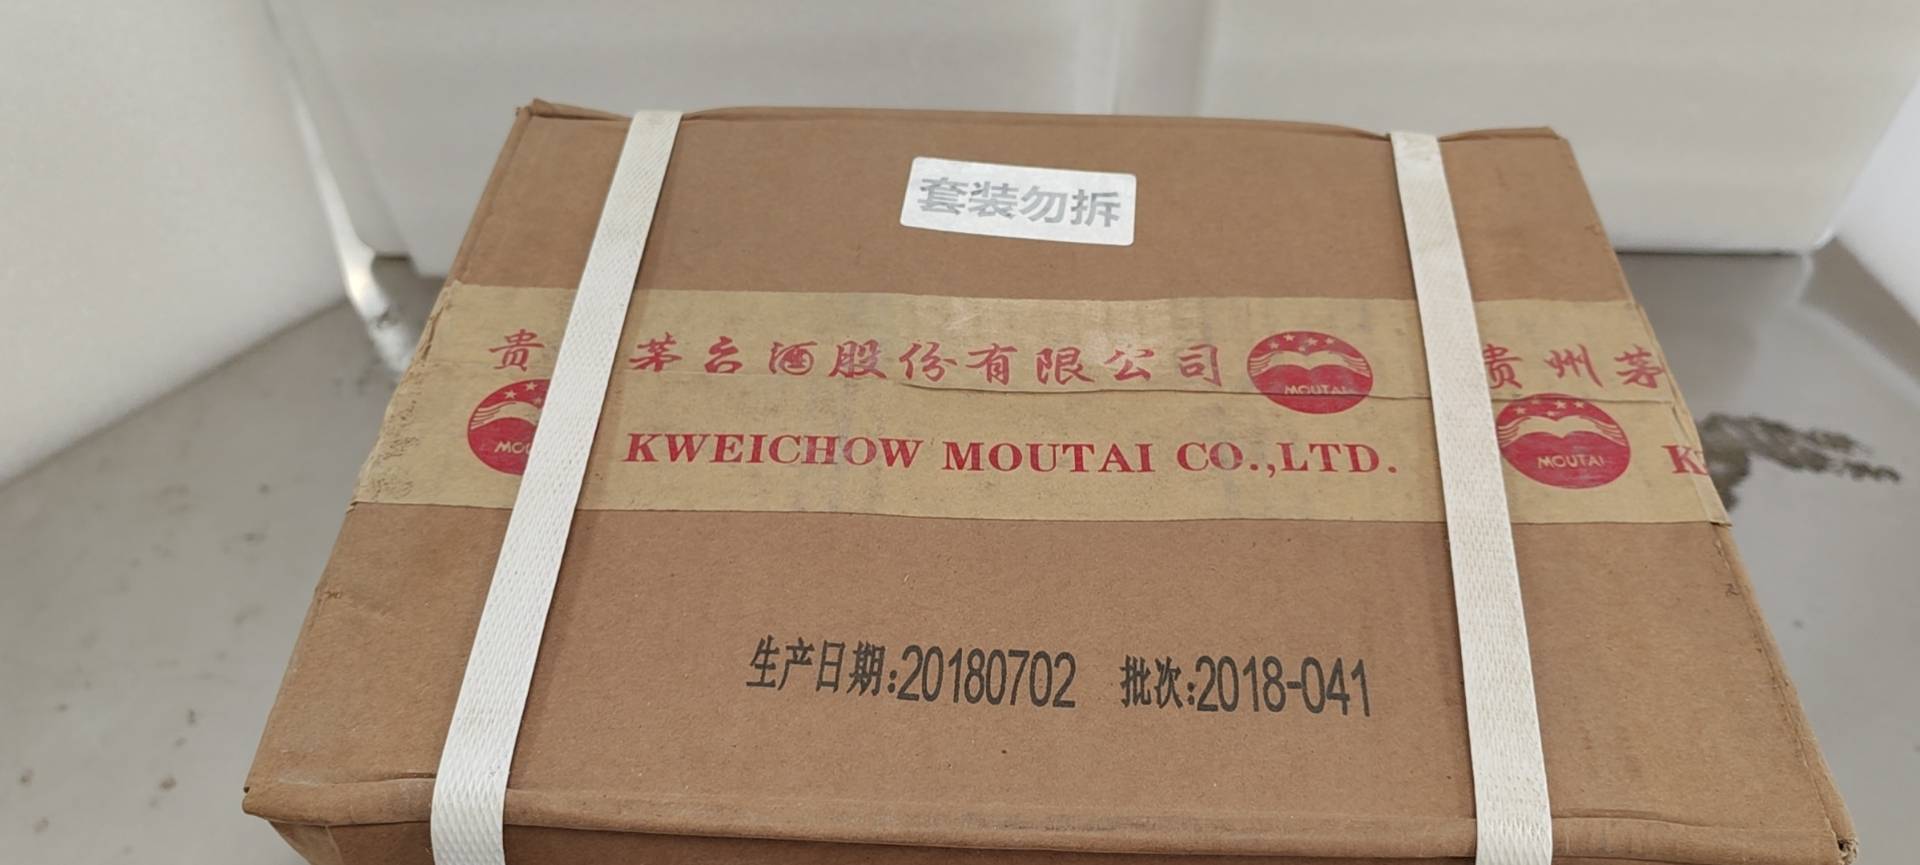 套装勿拆
贵 茅台酒股份有限公司 MOUTAI 贵州茅
MOU KWEICHOW MOUTAI CO.,LTD. MOUTAI K
生产日期:20180702 批次:2018-041